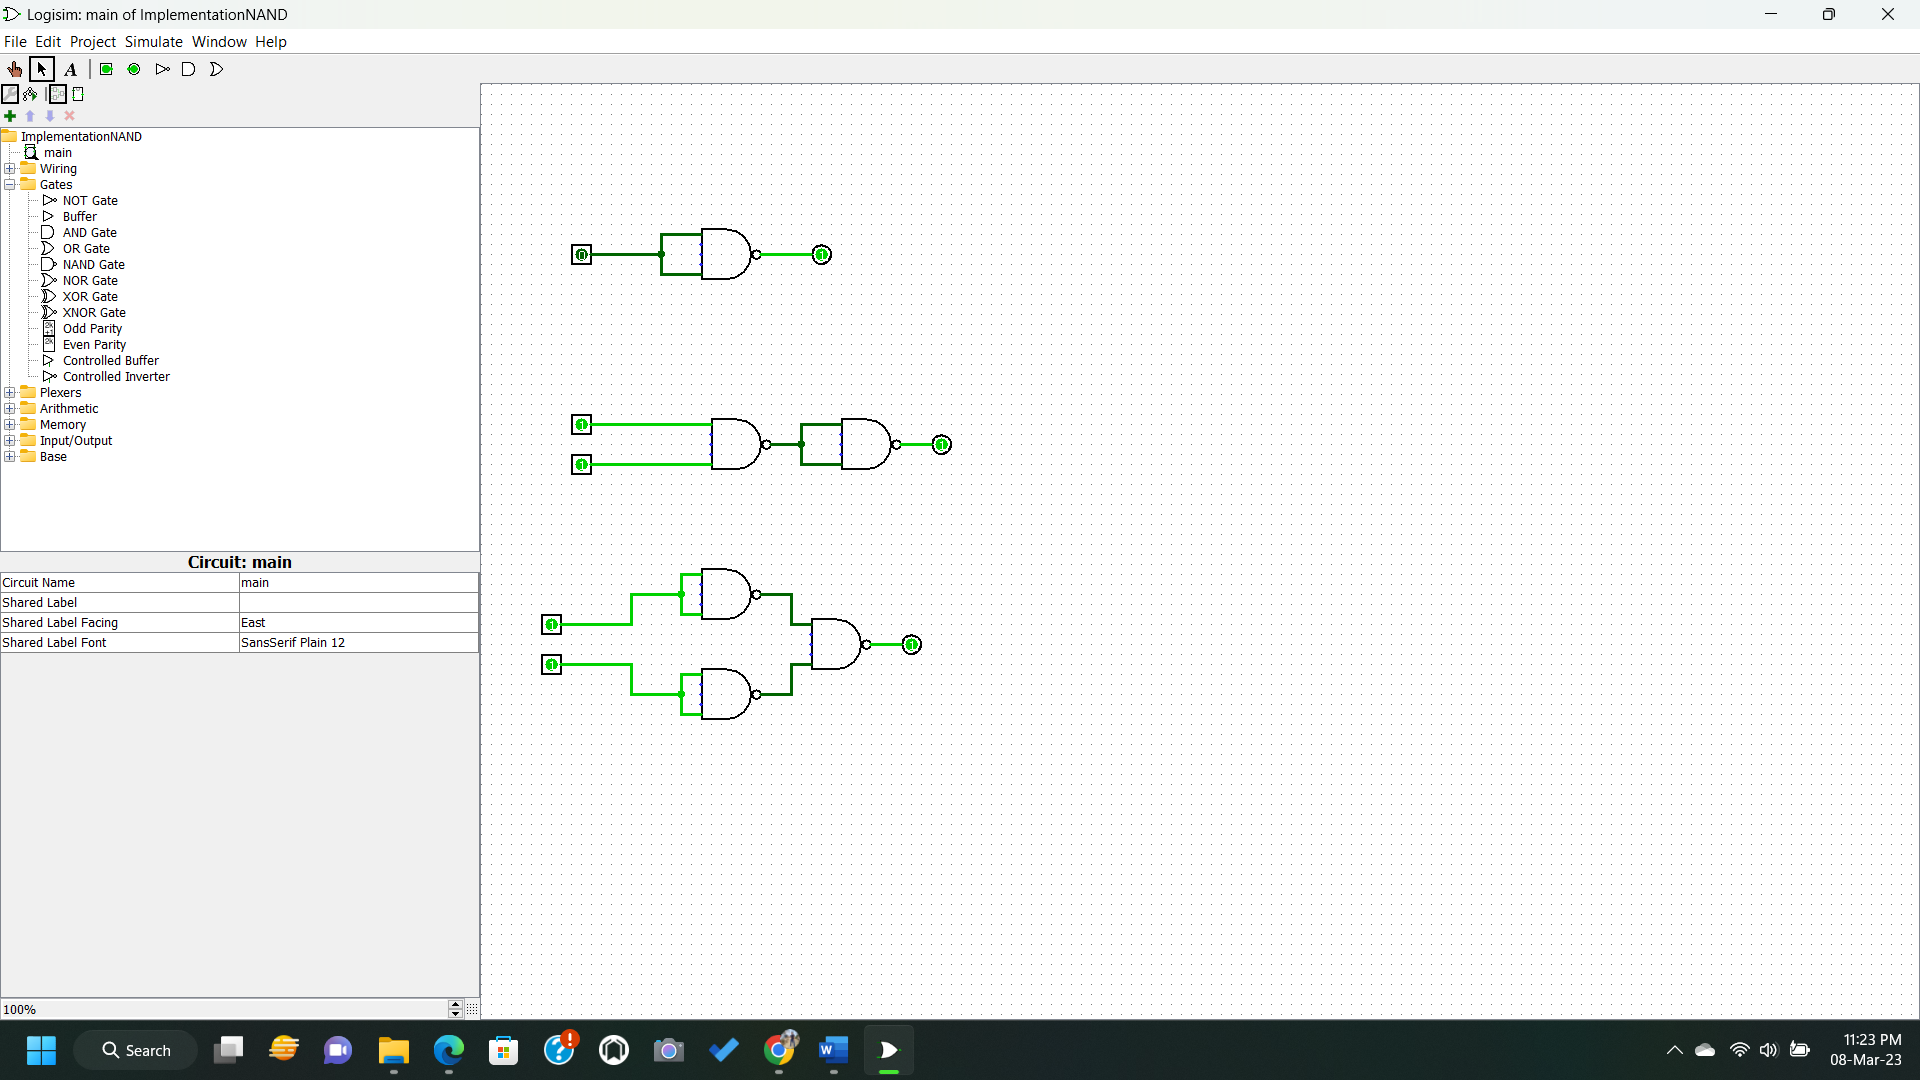 Logisim: main of ImplementationNAND
File Edit Project Simulate Window Help
A
ImplementationNAND
main
Wiring
Gates
NOT Gate
Buffer
AND Gate
OR Gate
NAND Gate
NOR Gate
XOR Gate
XNOR Gate
Odd Parity
Even Parity
Controlled Buffer
Controlled Inverter
Plexers
Arithmetic
Memory
Input/Output
Base
Circuit: main
Circuit Name main
Shared Label
Shared Label Facing East
Shared Label Font SansSerif Plain 12
100%
0 1
1
1
1
1
1
1
Search
W
11:23 PM
08-Mar-23